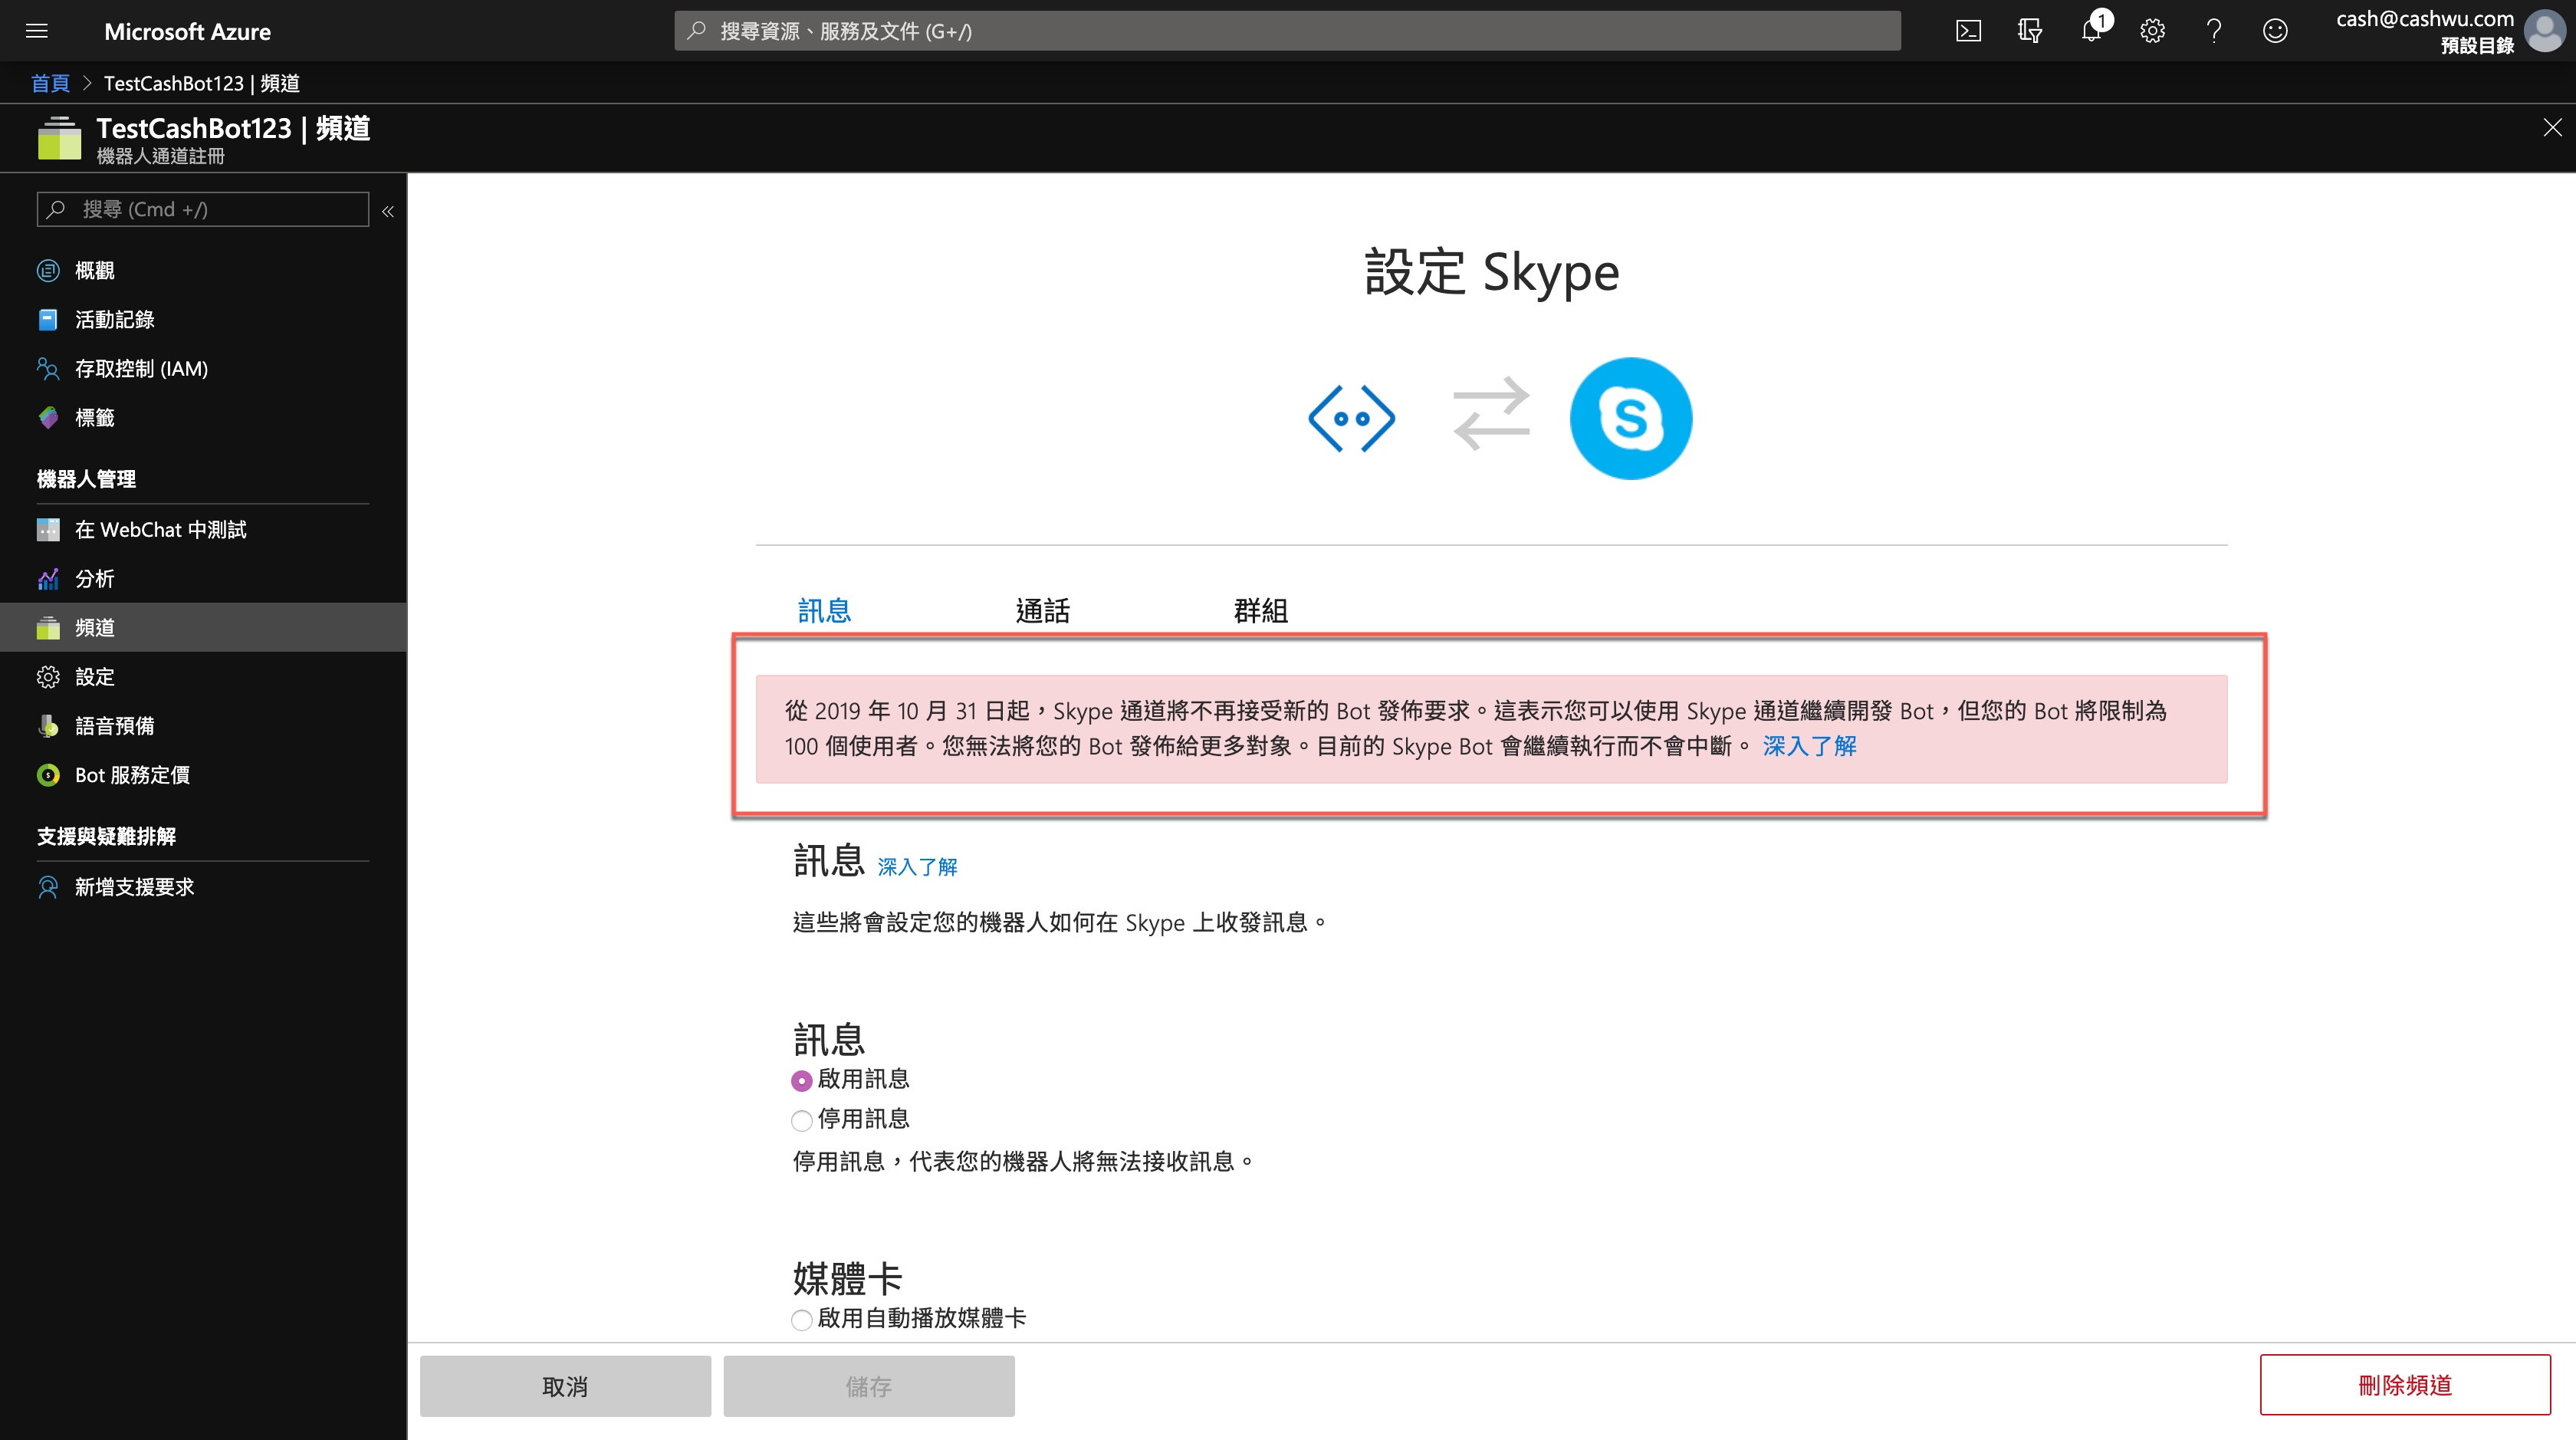 Microsoft Azure
搜尋資源、服務及文件 (G+/)
1
cash@cashwu.com
預設目錄
首頁 > TestCashBot123 | 頻道
TestCashBot123 | 頻道
機器人通道註冊
搜尋 (Cmd +/)
概觀
活動記錄
存取控制 (IAM)
標籤
機器人管理
在 WebChat 中測試
分析
頻道
設定
語音預備
Bot 服務定價
支援與疑難排解
新增支援要求
設定 Skype
訊息 通話 群組
從 2019 年 10 月 31 日起，Skype 通道將不再接受新的 Bot 發佈要求。這表示您可以使用 Skype 通道繼續開發 Bot，但您的 Bot 將限制為
100 個使用者。您無法將您的 Bot 發佈給更多對象。目前的 Skype Bot 會繼續執行而不會中斷。 深入了解
訊息 深入了解
這些將會設定您的機器人如何在 Skype 上收發訊息。
訊息
啟用訊息
停用訊息
停用訊息，代表您的機器人將無法接收訊息。
媒體卡
啟用自動播放媒體卡
取消 儲存 刪除頻道